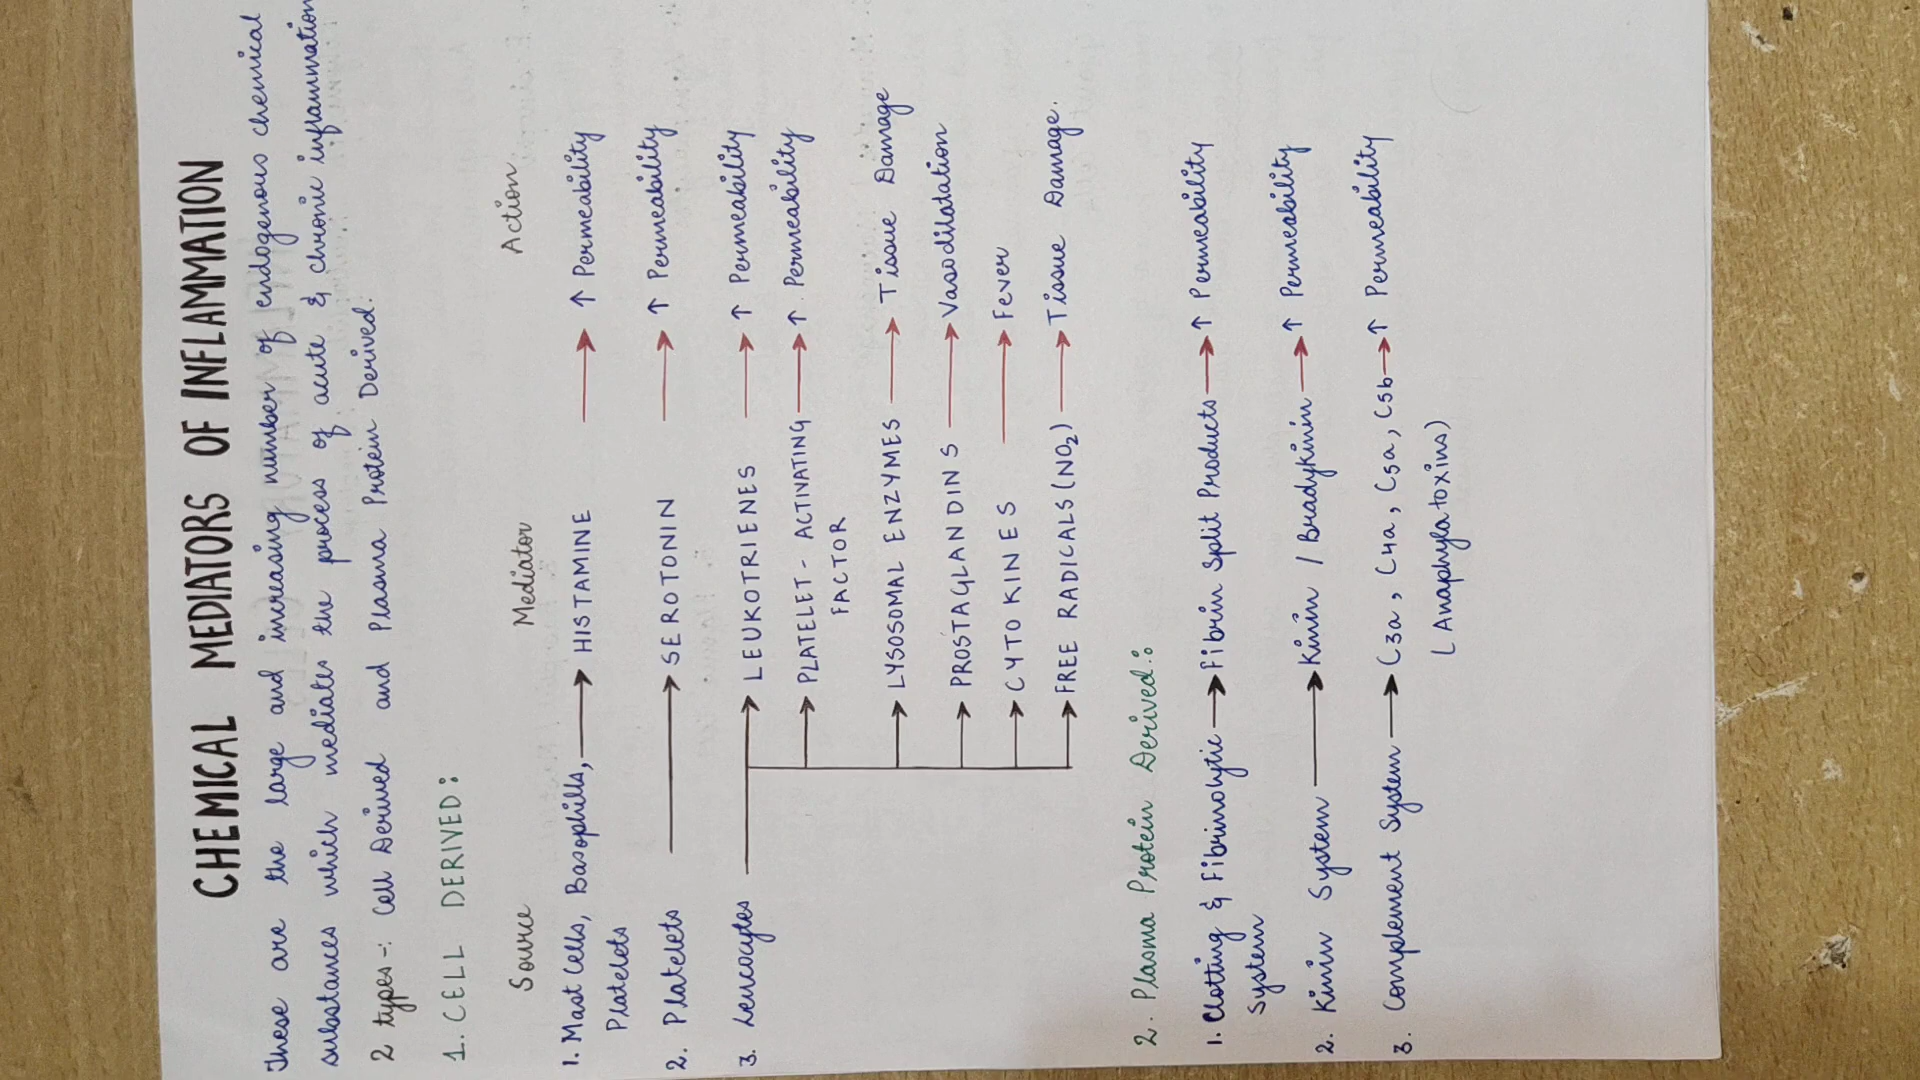 CHEMICAL MEDIATORS OF INFLAMMATION
These are the large and increasing number of endogenous chemical
substances which mediates the process of acute & chronic inflammation
2 types -: Cell Derived and Plasma Protein Derived.
1. CELL DERIVED:
Source Mediator Action
1. Mast Cells, Basophills, → HISTAMINE → ↑ Permeability
Platelets
2. Platelets → SEROTONIN → ↑ Permeability
3. Leucocytes → LEUKOTRIENES → ↑ Permeability
→ PLATELET - ACTIVATING → ↑ Permeability
FACTOR
→ LYSOSOMAL ENZYMES → Tissue Damage
→ PROSTAGLANDINS → Vasodilatation
→ CYTOKINES → Fever
→ FREE RADICALS (NO2) → Tissue Damage.
2. Plasma Protein Derived:
1. Clotting & Fibrinolytic → Fibrin Split Products → ↑ Permeability
System
2. Kinin System → Kinin / Bradykinin → ↑ Permeability
3. Complement System → C3a, C4a, C5a, C5b → ↑ Permeability
(Anaphylatoxins)